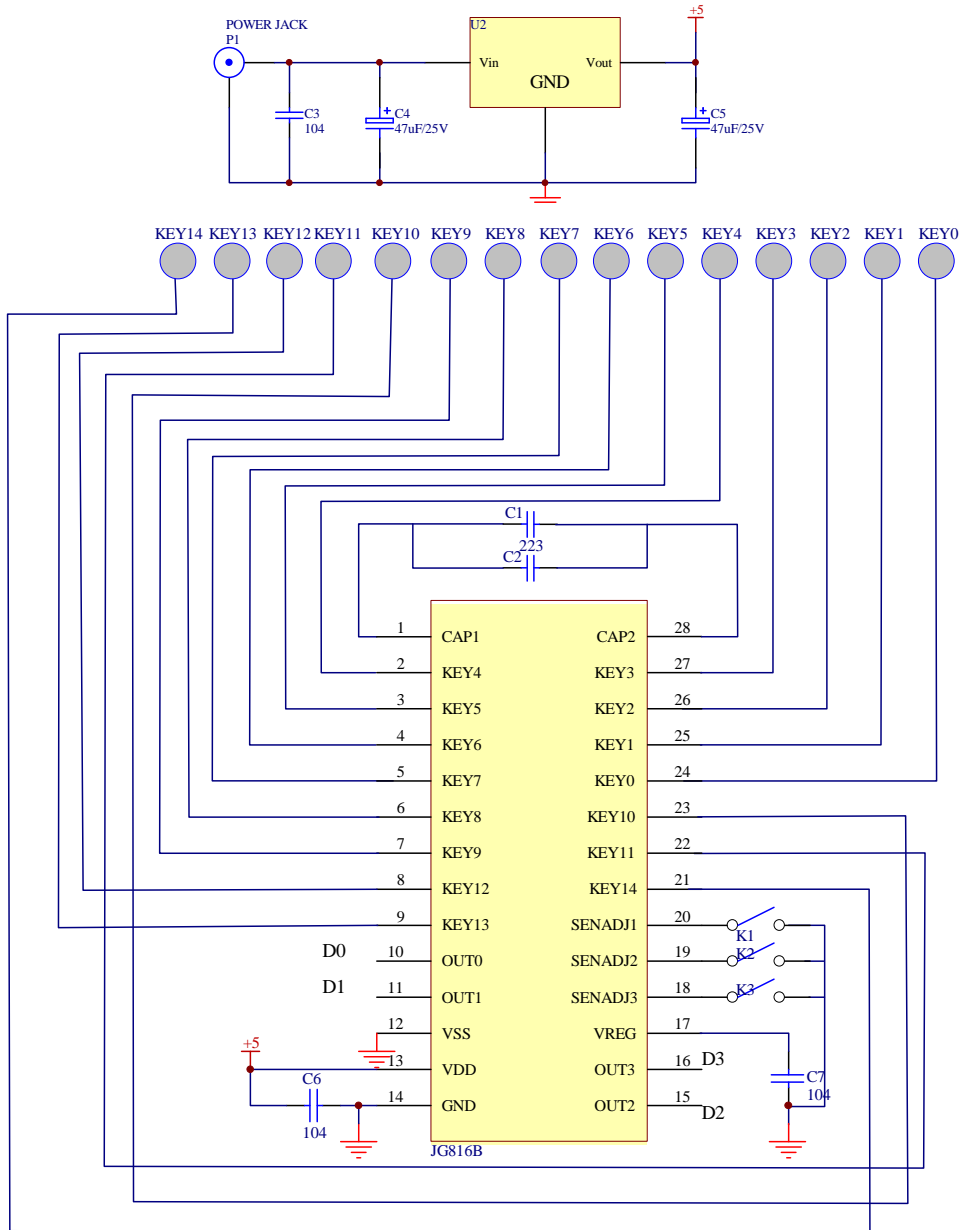 POWER JACK
P1
U2
+5
Vin
Vout
GND
C3
104
C4
47uF/25V
C5
47uF/25V
KEY14 KEY13 KEY12 KEY11 KEY10 KEY9 KEY8 KEY7 KEY6 KEY5 KEY4 KEY3 KEY2 KEY1 KEY0
C1
223
C2
1 CAP1 CAP2 28
2 KEY4 KEY3 27
3 KEY5 KEY2 26
4 KEY6 KEY1 25
5 KEY7 KEY0 24
6 KEY8 KEY10 23
7 KEY9 KEY11 22
8 KEY12 KEY14 21
9 KEY13 SENADJ1 20 K1
D0 10 OUT0 SENADJ2 19 K2
D1 11 OUT1 SENADJ3 18 K3
12 VSS VREG 17
+5
13 VDD OUT3 16 D3
C6
104
C7
104
14 GND OUT2 15 D2
JG816B